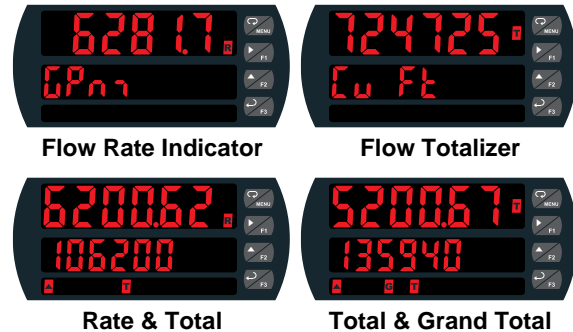 6281.7 R MENU
F1
GPm F2
F3
Flow Rate Indicator
724725 T MENU
F1
Cu Ft F2
F3
Flow Totalizer
6200.62 R MENU
F1
106200 F2
A T F3
Rate & Total
5200.67 T MENU
F1
135940 F2
A G T F3
Total & Grand Total